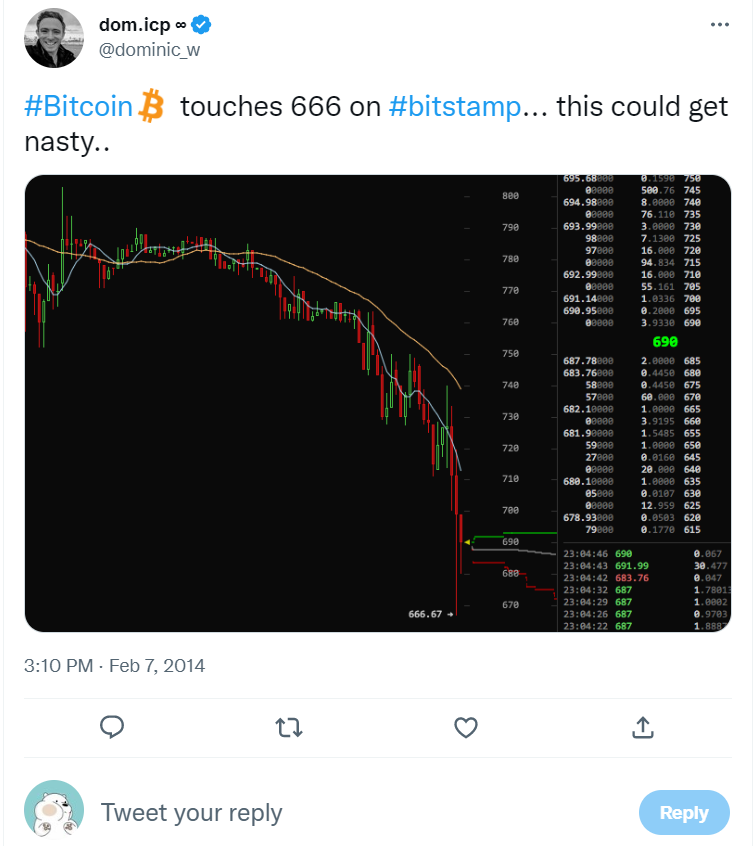 dom.icp ∞
@dominic_w
#Bitcoin touches 666 on #bitstamp... this could get
nasty..
800
790
780
770
760
750
740
730
720
710
700
690
680
670
666.67
695.68000 0.1590 750
00000 500.76 745
694.98000 8.0000 740
00000 76.110 735
693.99000 3.0000 730
98000 7.1300 725
97000 16.000 720
00000 94.834 715
692.99000 16.000 710
00000 55.161 705
691.14000 1.0336 700
690.95000 0.2000 695
00000 3.9330 690
690
687.78000 2.0000 685
683.76000 0.4450 680
58000 0.4450 675
57000 60.000 670
682.10000 1.0000 665
00000 3.9195 660
681.90000 1.5485 655
59000 1.0000 650
27000 0.0160 645
00000 20.000 640
680.10000 1.0000 635
05000 0.0107 630
00000 12.959 625
678.93000 0.0503 620
79000 0.1770 615
23:04:46 690 0.067
23:04:43 691.99 30.477
23:04:42 683.76 0.047
23:04:32 687 1.78013
23:04:29 687 1.0002
23:04:26 687 0.9703
23:04:22 687 1.8887
3:10 PM · Feb 7, 2014
Tweet your reply
Reply